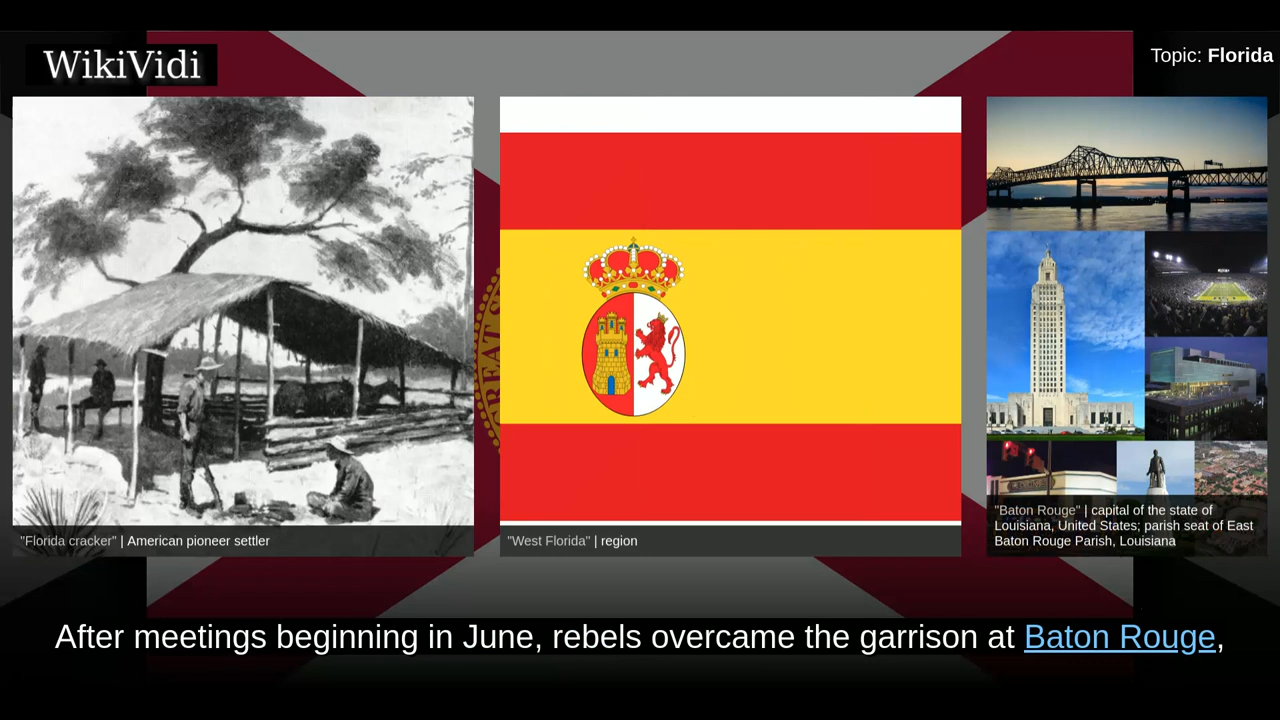 WikiVidi
Topic: Florida
GREAT S
"Florida cracker" | American pioneer settler
"West Florida" | region
"Baton Rouge" | capital of the state of
Louisiana, United States; parish seat of East
Baton Rouge Parish, Louisiana
After meetings beginning in June, rebels overcame the garrison at Baton Rouge,